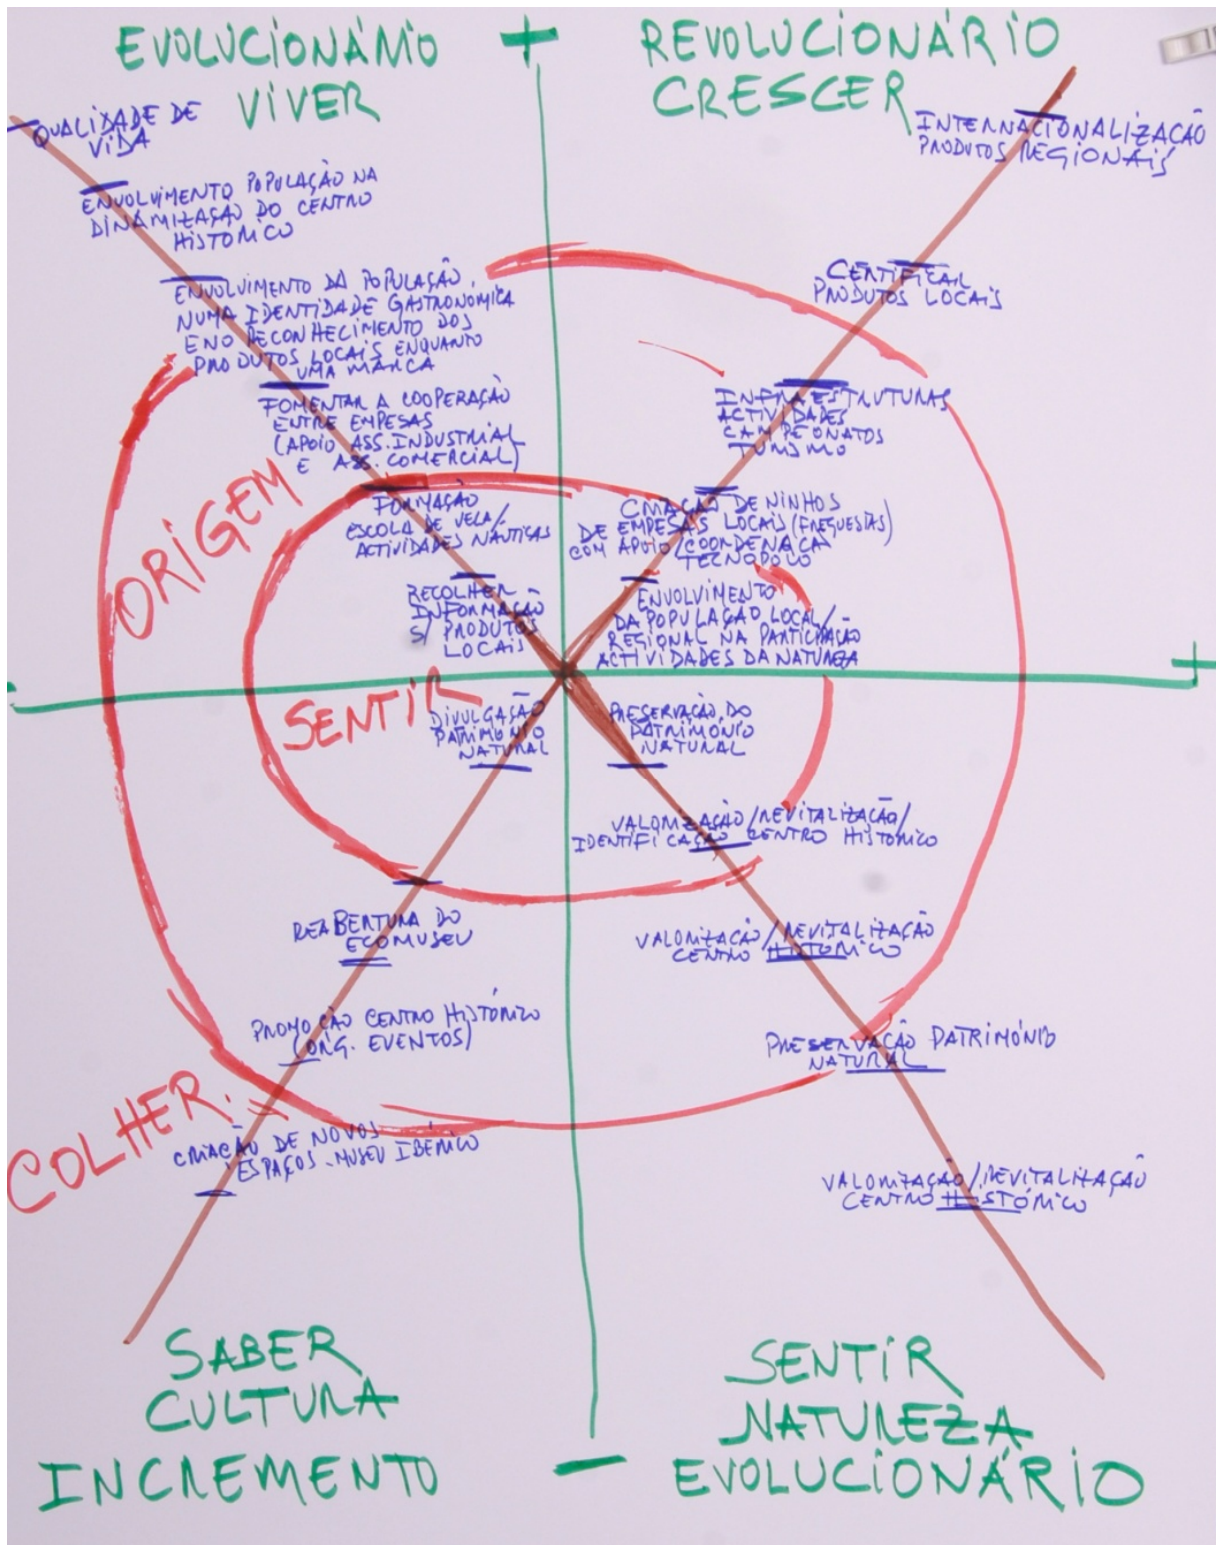 EVOLUCIONÁRIO
VIVER
+
REVOLUCIONÁRIO
CRESCER
QUALIDADE DE
VIDA
ENVOLVIMENTO POPULAÇÃO NA
DINAMIZAÇÃO DO CENTRO
HISTÓRICO
ENVOLVIMENTO DA POPULAÇÃO
NUMA IDENTIDADE GASTRONOMICA
E NO RECONHECIMENTO DOS
PRODUTOS LOCAIS ENQUANTO
UMA MARCA
FOMENTAR A COOPERAÇÃO
ENTRE EMPESAS
(APOIO ASS. INDUSTRIAL
E ASS. COMERCIAL)
FORMAÇÃO
ESCOLA DE VELA/
ACTIVIDADES NÁUTICAS
RECOLHER
INFORMAÇÃO
S/ PRODUTOS
LOCAIS
INTERNACIONALIZAÇÃO
PRODUTOS REGIONAIS
CERTIFICAR
PRODUTOS LOCAIS
INFRAESTRUTURAS
ACTIVIDADES
CAMPEONATOS
TURISMO
CRIAÇÃO DE NINHOS
DE EMPESAS LOCAIS (FREGUESIAS)
COM APOIO/COORDENAÇÃ
TECNOPOLO
ENVOLVIMENTO
DA POPULAÇÃO LOCAL/
REGIONAL NA PARTICIPAÇÃO
ACTIVIDADES DA NATUREZA
ORIGEM
SENTIR
COLHER
-
+
DIVULGAÇÃO
PATRIMÓNIO
NATURAL
REABERTURA DO
ECOMUSEU
PROMOÇÃO CENTRO HISTÓRICO
(ORG. EVENTOS)
CRIAÇÃO DE NOVOS
ESPAÇOS - MUSEU IBÉRICO
PRESERVAÇÃO DO
PATRIMÓNIO
NATURAL
VALORIZAÇÃO/REVITALIZAÇÃO/
IDENTIFICAÇÃO CENTRO HISTÓRICO
VALORIZAÇÃO/REVITALIZAÇÃO
CENTRO HISTÓRICO
PRESERVAÇÃO PATRIMÓNIO
NATURAL
VALORIZAÇÃO/REVITALIZAÇÃO
CENTRO HISTÓRICO
SABER
CULTURA
INCREMENTO
-
SENTIR
NATUREZA
EVOLUCIONÁRIO